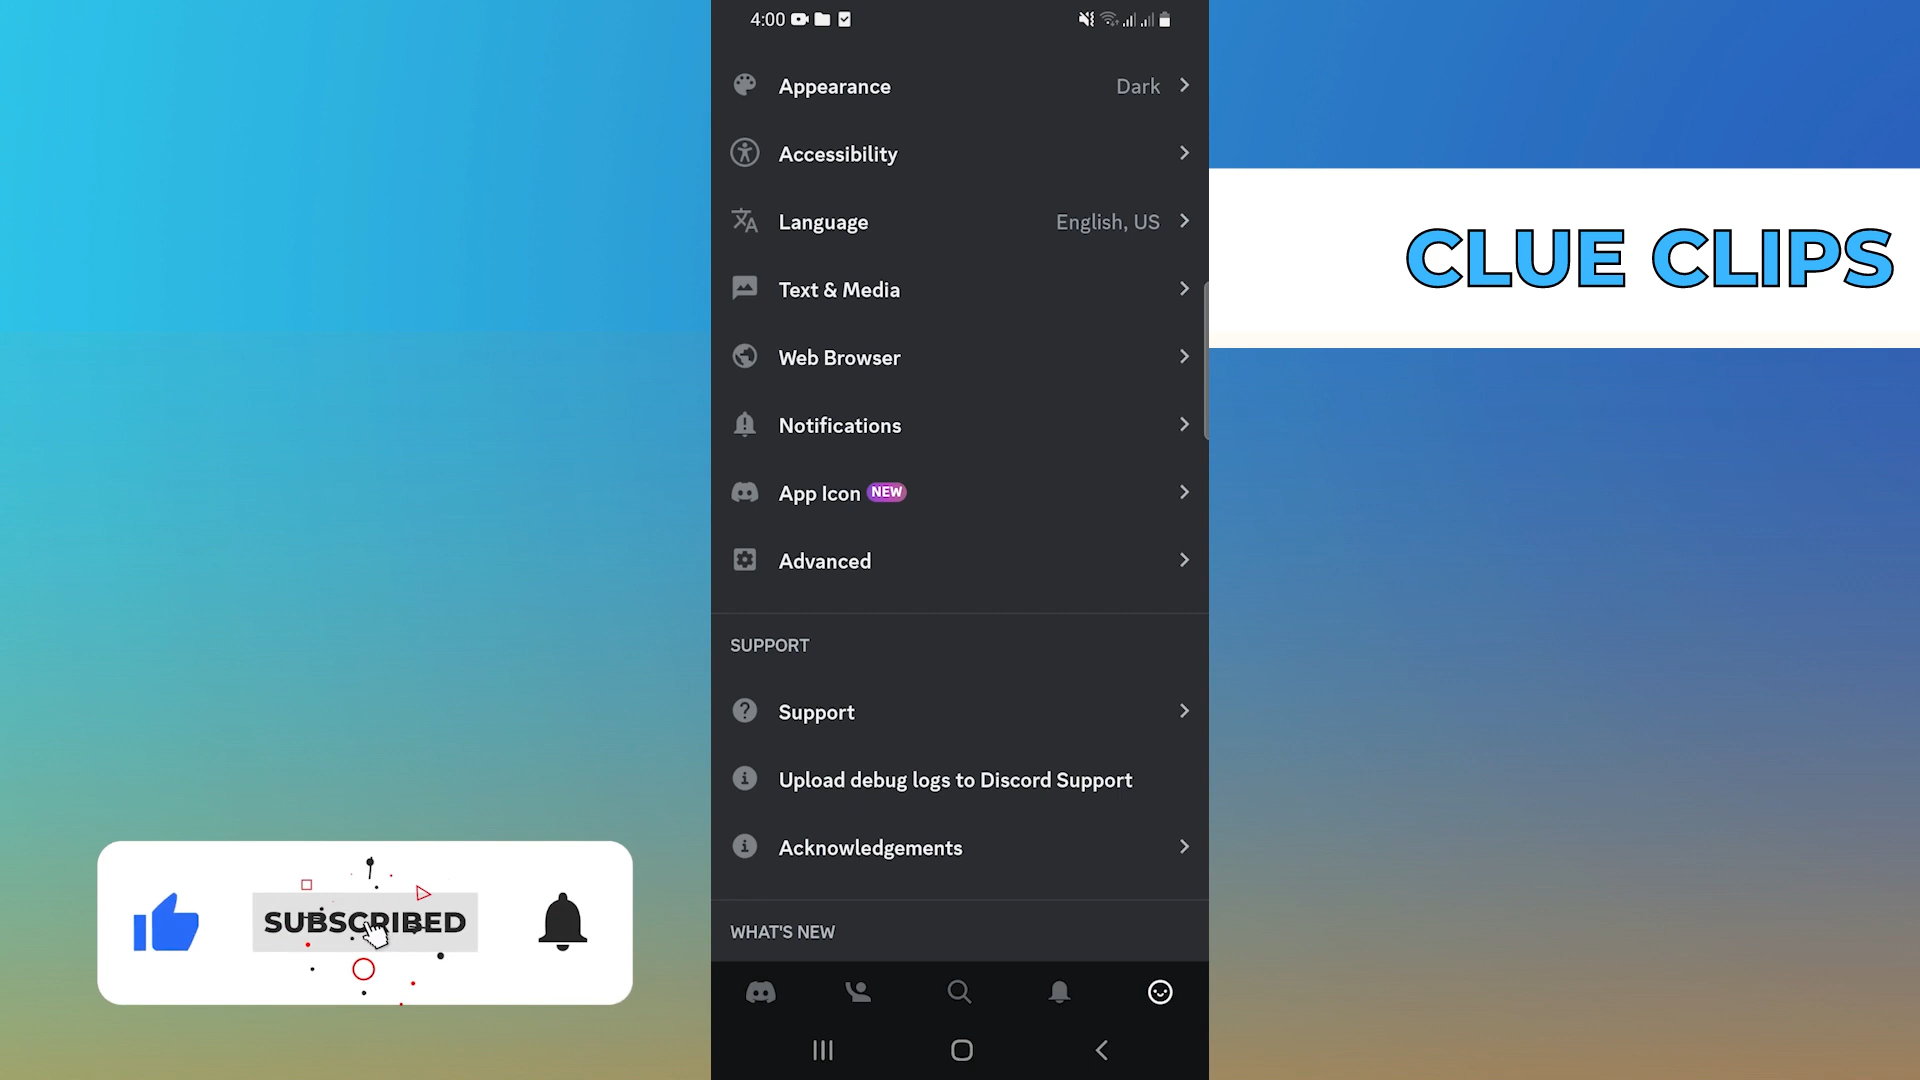 4:00
Appearance Dark
Accessibility
Language English, US
Text & Media
Web Browser
Notifications
App Icon NEW
Advanced
SUPPORT
Support
Upload debug logs to Discord Support
Acknowledgements
WHAT'S NEW
CLUE CLIPS
SUBSCRIBED